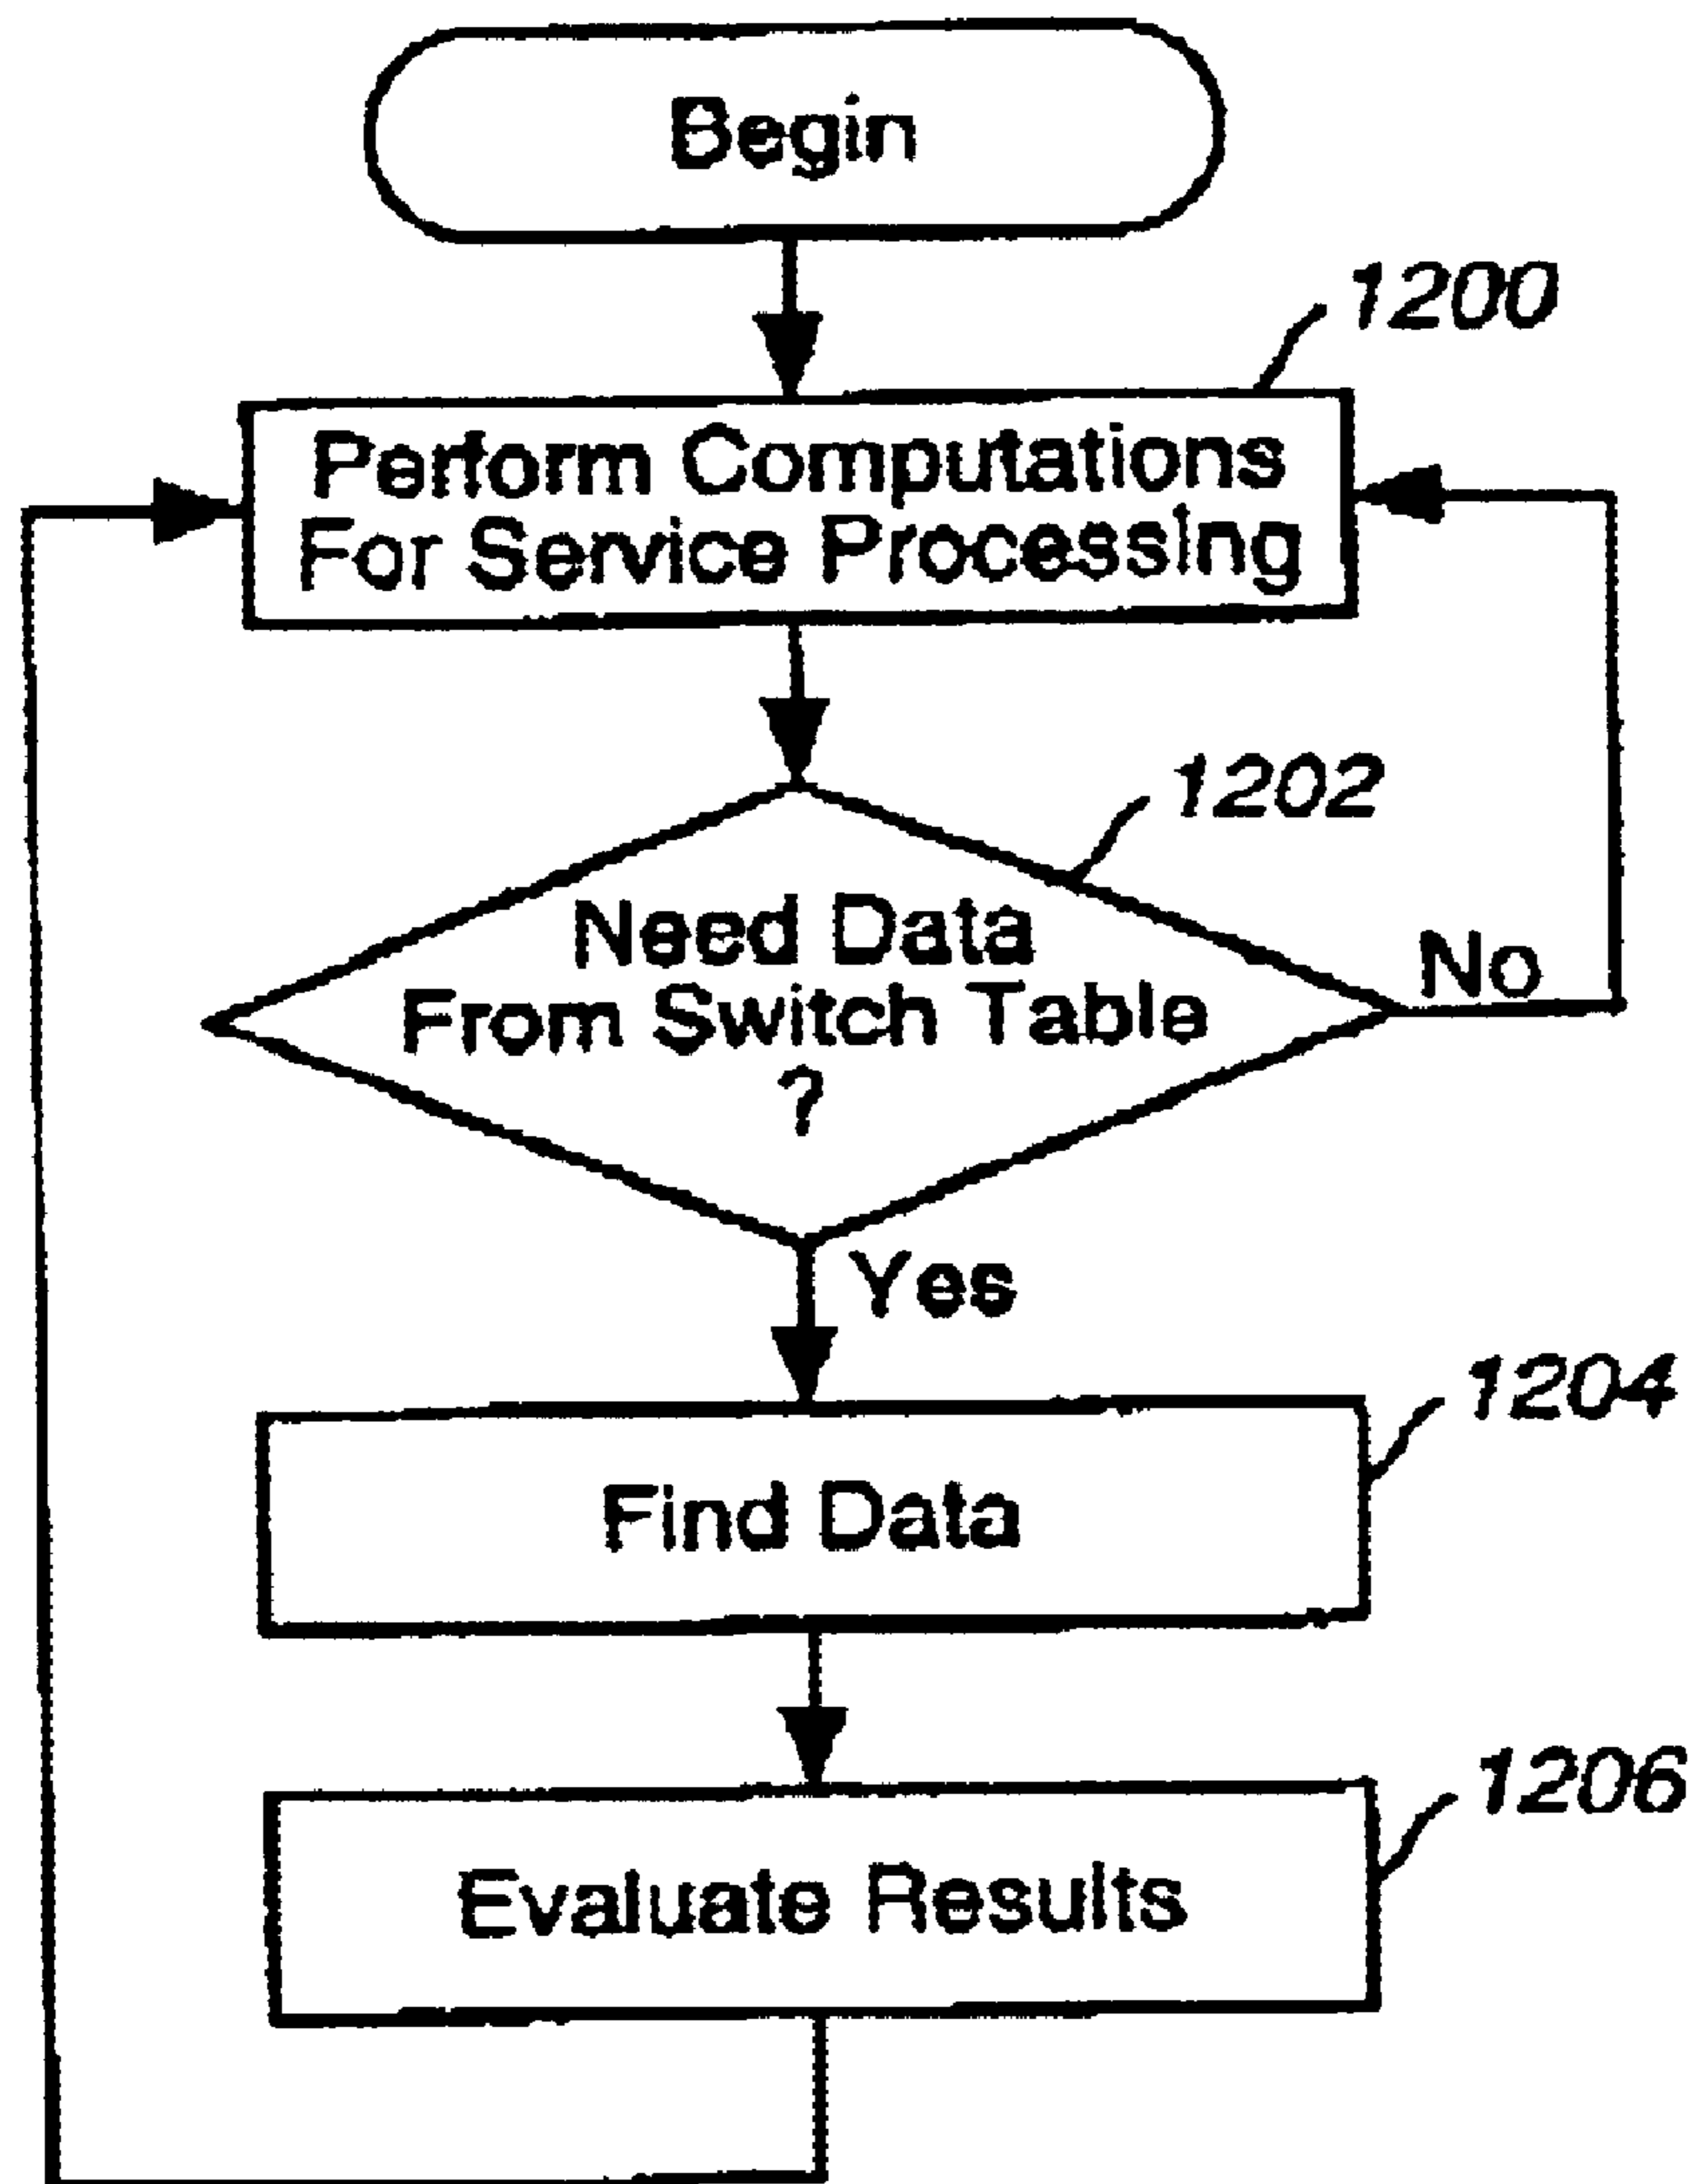 Begin
1200
Perform Computations
For Service Processing
1202
Need Data
From Switch Table
?
No
Yes
1204
Find Data
1206
Evaluate Results